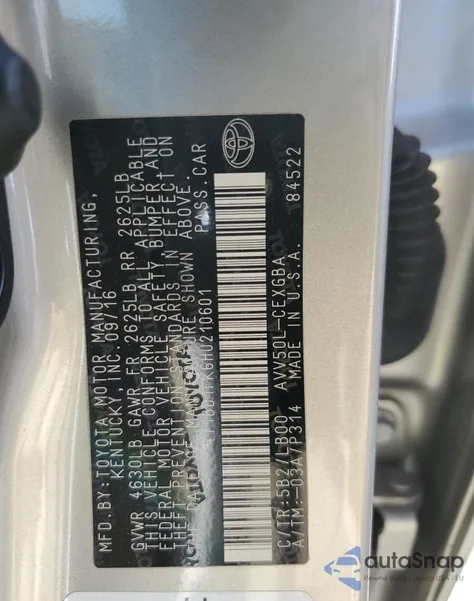 MFD.BY:TOYOTA MOTOR MANUFACTURING,
KENTUCKY, INC. 09/16
GVWR 4630LB GAWR FR 2625LB RR 2625LB
THIS VEHICLE CONFORMS TO ALL APPLICABLE
FEDERAL MOTOR VEHICLE SAFETY, BUMPER AND
THEFT PREVENTION STANDARDS IN EFFECT ON
DATE OF MANUFACTURE SHOWN ABOVE.
PASS.CAR
C/TR:5B2/LB00 AVV50L-CEXGBA
A/TM:-03A/P314 MADE IN U.S.A. 84522
autoSnap